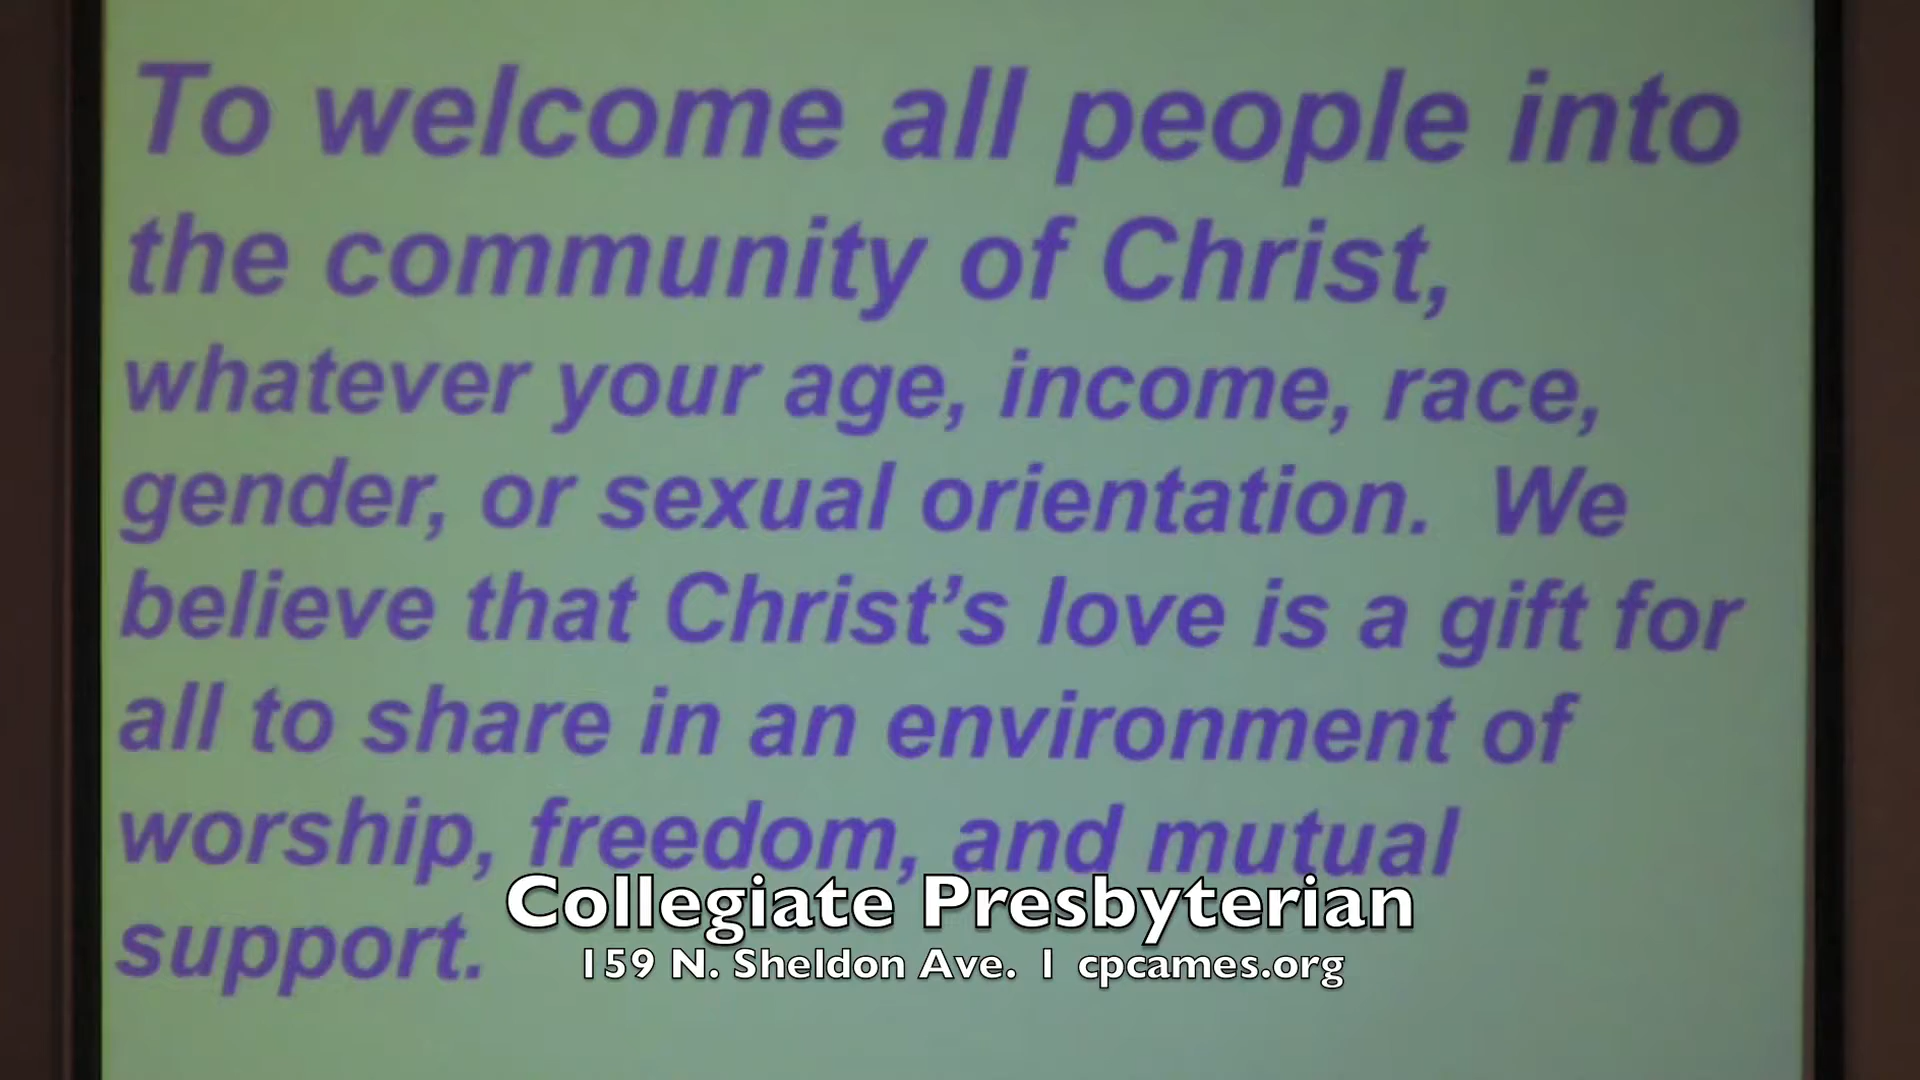 To welcome all people into
the community of Christ,
whatever your age, income, race,
gender, or sexual orientation.  We
believe that Christ’s love is a gift for
all to share in an environment of
worship, freedom, and mutual
support.
Collegiate Presbyterian
159 N. Sheldon Ave. | cpcames.org